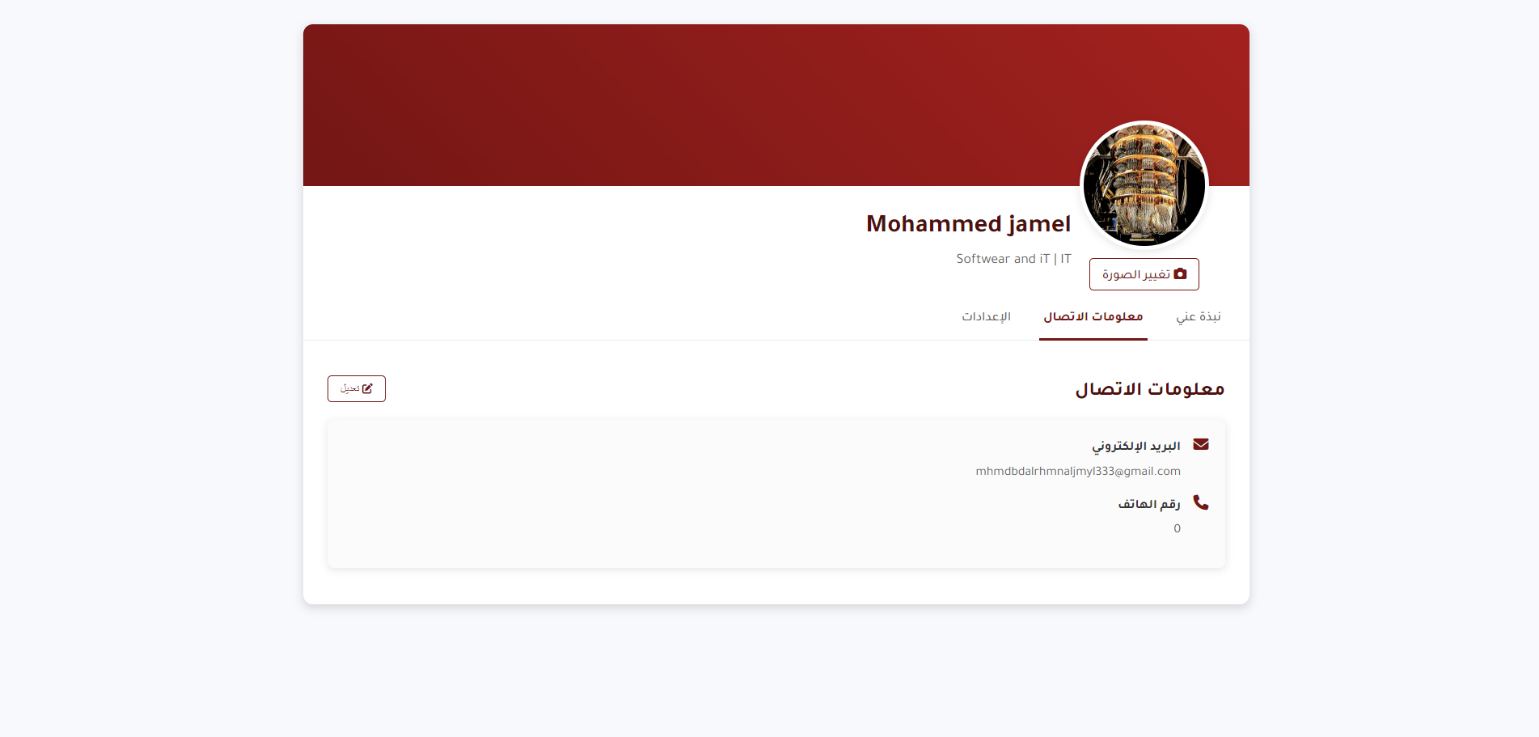 Mohammed jamel
Softwear and iT | IT
تغيير الصورة
نبذة عني
معلومات الاتصال
الإعدادات
معلومات الاتصال
تعديل
البريد الإلكتروني
mhmdbdalrhmnaljmyl333@gmail.com
رقم الهاتف
0